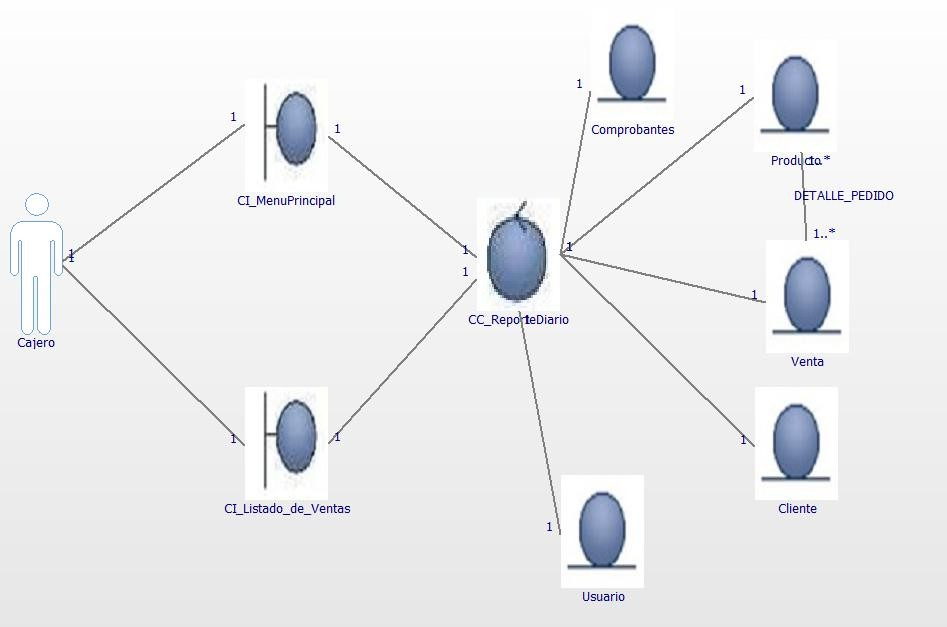 1
Comprobantes
1
Producto
1..*
DETALLE_PEDIDO
1..*
1
1
CI_MenuPrincipal
1
1
1
1
1
1
Cajero
CC_ReporteDiario
1
1
Venta
1
1
1
CI_Listado_de_Ventas
Cliente
1
Usuario